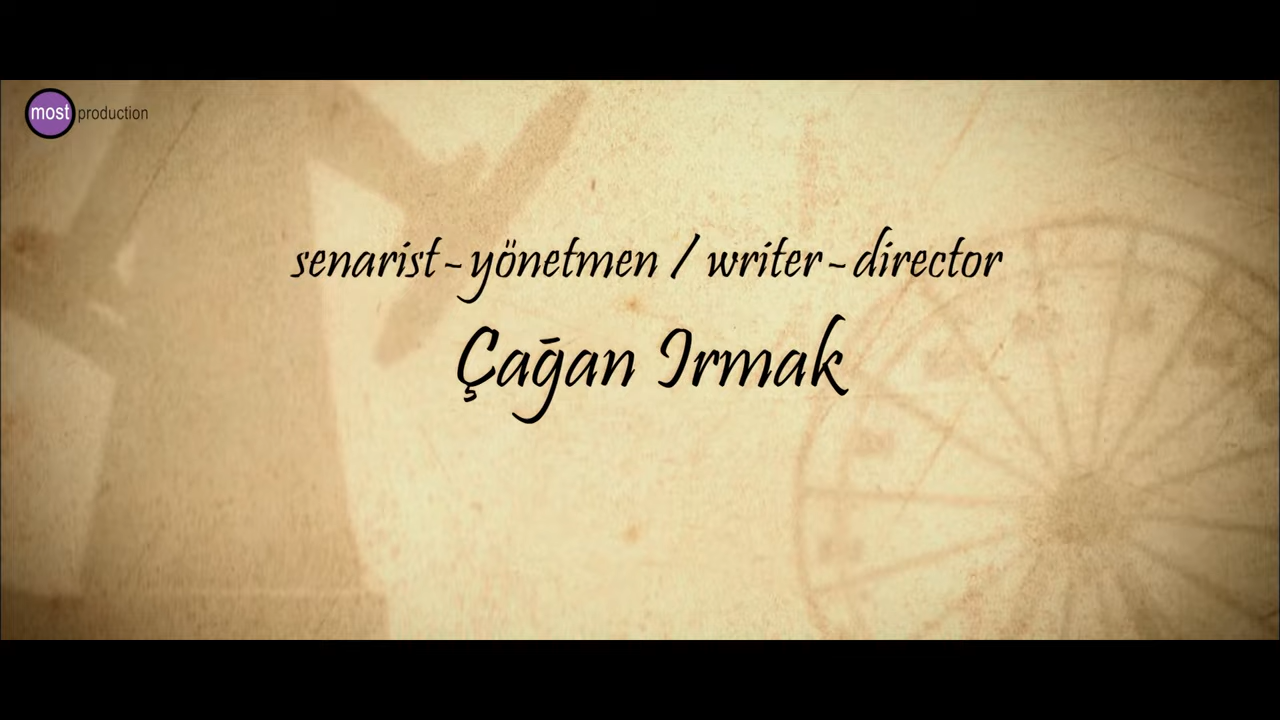 most production
senarist-yönetmen / writer-director
Çağan Irmak